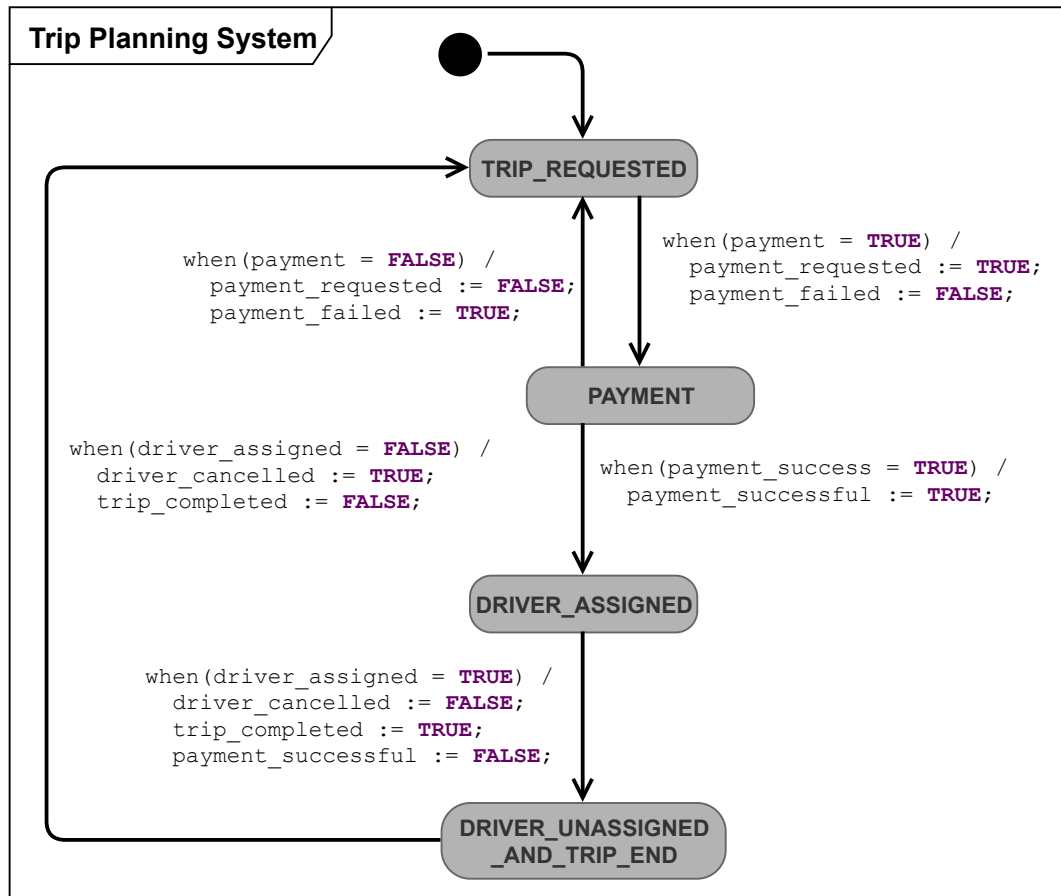 Trip Planning System
TRIP_REQUESTED
when(payment = FALSE) /
payment_requested := FALSE;
payment_failed := TRUE;
when(payment = TRUE) /
payment_requested := TRUE;
payment_failed := FALSE;
PAYMENT
when(driver_assigned = FALSE) /
driver_cancelled := TRUE;
trip_completed := FALSE;
when(payment_success = TRUE) /
payment_successful := TRUE;
DRIVER_ASSIGNED
when(driver_assigned = TRUE) /
driver_cancelled := FALSE;
trip_completed := TRUE;
payment_successful := FALSE;
DRIVER_UNASSIGNED
_AND_TRIP_END